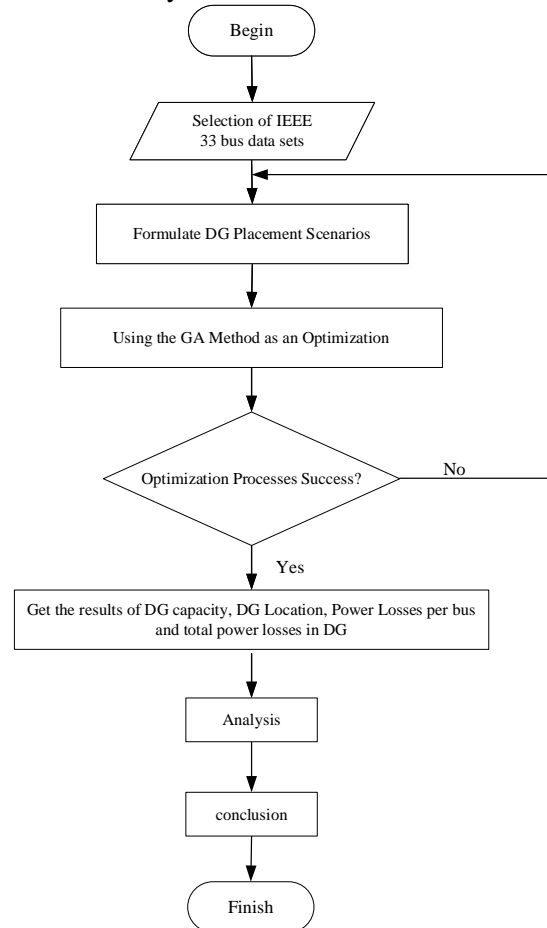 Begin
Selection of IEEE
33 bus data sets
Formulate DG Placement Scenarios
Using the GA Method as an Optimization
Optimization Processes Success?
No
Yes
Get the results of DG capacity, DG Location, Power Losses per bus
and total power losses in DG
Analysis
conclusion
Finish